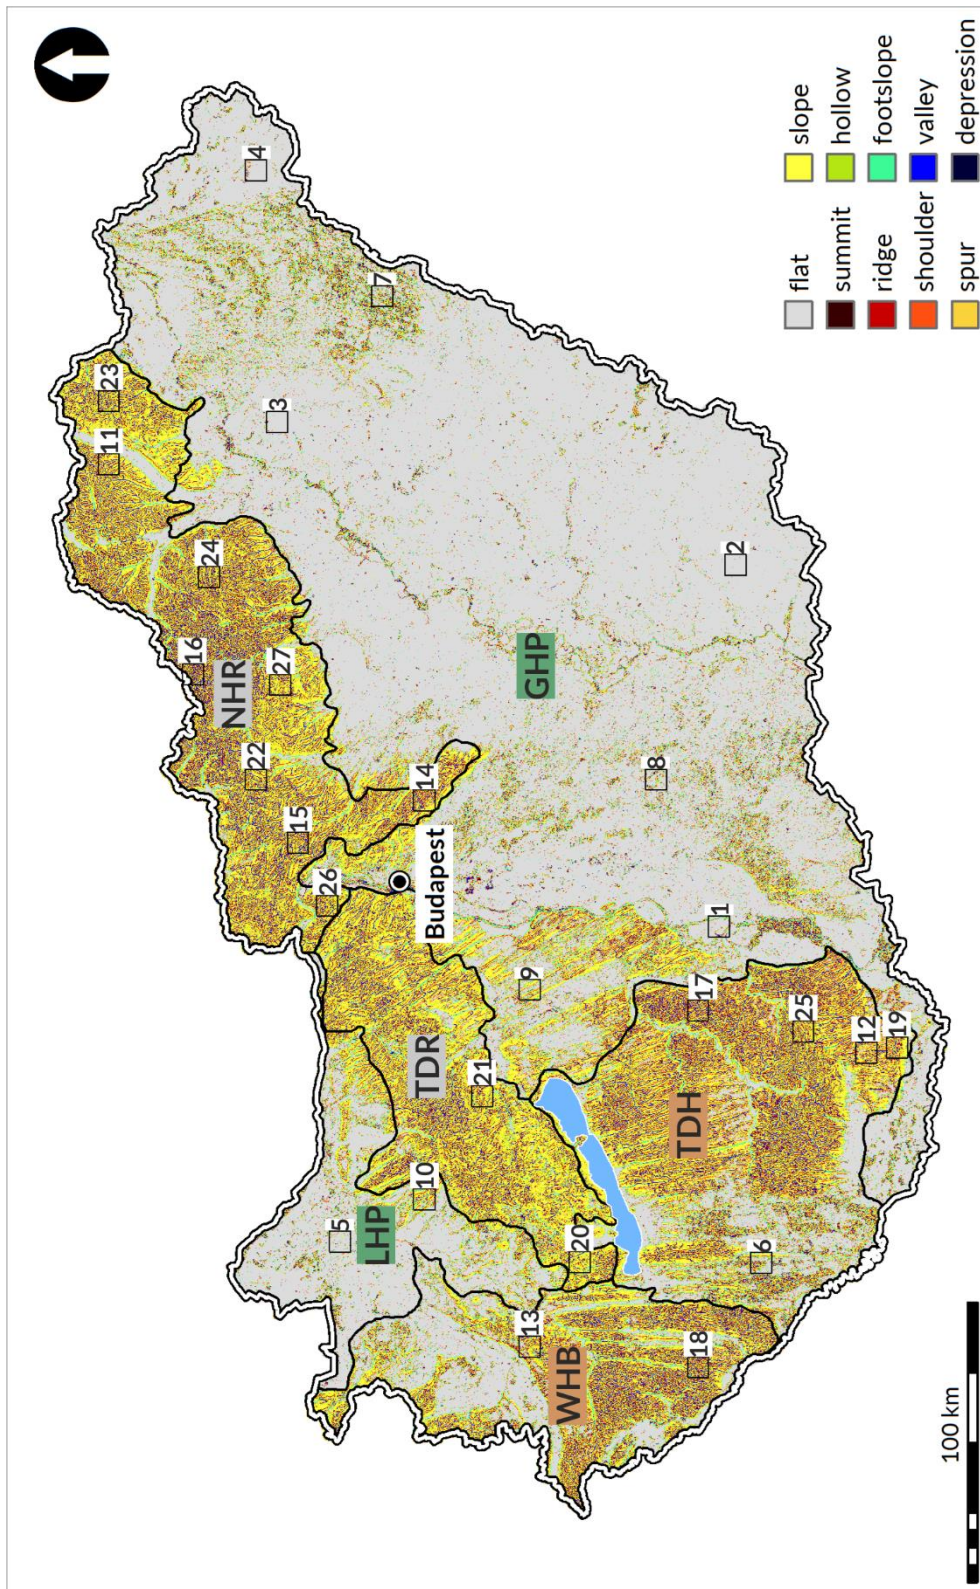 11
23
16
24
NHR
22
4
3
27
15
26
5
LHP
7
10
14
TDR
Budapest
21
13
9
GHP
WHB
20
8
TDH
18
17
1
2
6
25
12
19
flat slope
summit hollow
ridge footslope
shoulder valley
spur depression
100 km